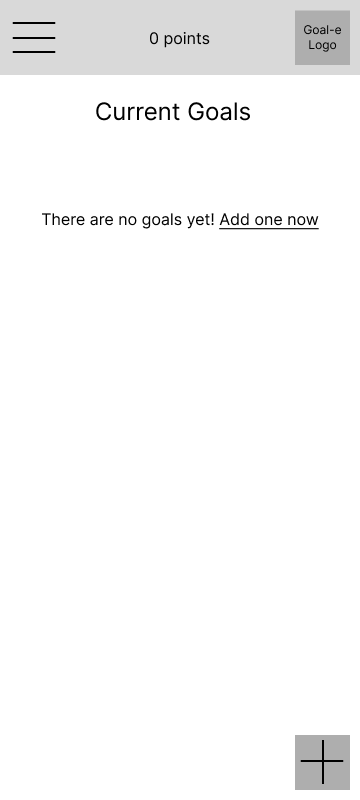 0 points
Goal-e
Logo
Current Goals
There are no goals yet! Add one now